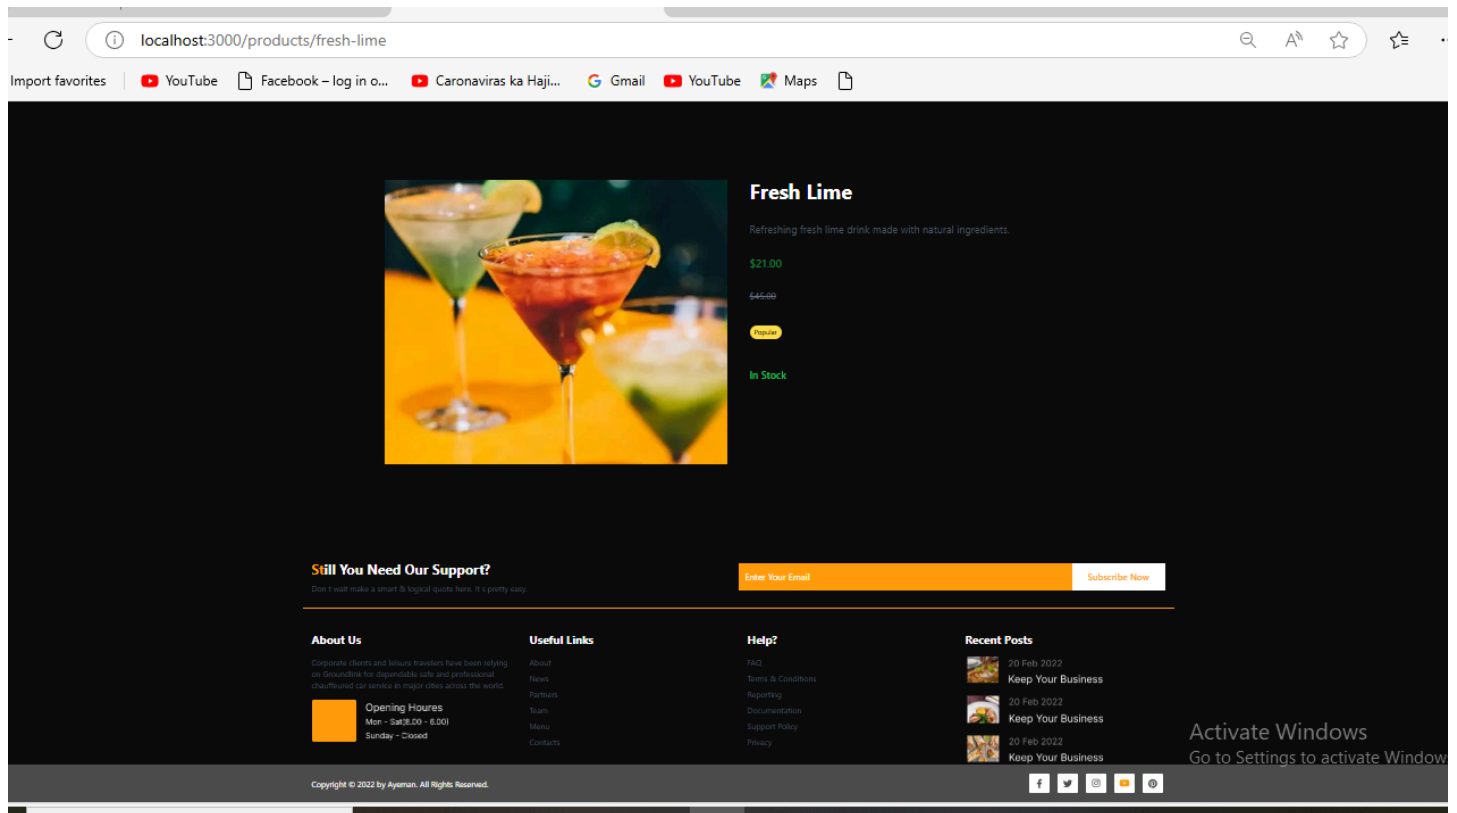 localhost:3000/products/fresh-lime
Import favorites
YouTube
Facebook – log in o...
Caronaviras ka Haji...
Gmail
YouTube
Maps
Fresh Lime
Refreshing fresh lime drink made with natural ingredients.
$21.00
$45.00
Popular
In Stock
Still You Need Our Support?
Don t wait make a smart & logical quote here. It s pretty easy.
Enter Your Email
Subscribe Now
About Us
Corporate clients and leisure travelers have been relying
on Groundlink for dependable safe and professional
chauffeured car service in major cities across the world.
Opening Houres
Mon - Sat(8.00 - 6.00)
Sunday - Closed
Useful Links
About
News
Partners
Team
Menu
Contacts
Help?
FAQ
Terms & Conditions
Reporting
Documentation
Support Policy
Privacy
Recent Posts
20 Feb 2022
Keep Your Business
20 Feb 2022
Keep Your Business
20 Feb 2022
Keep Your Business
Activate Windows
Go to Settings to activate Window
Copyright © 2022 by Ayeman. All Rights Reserved.